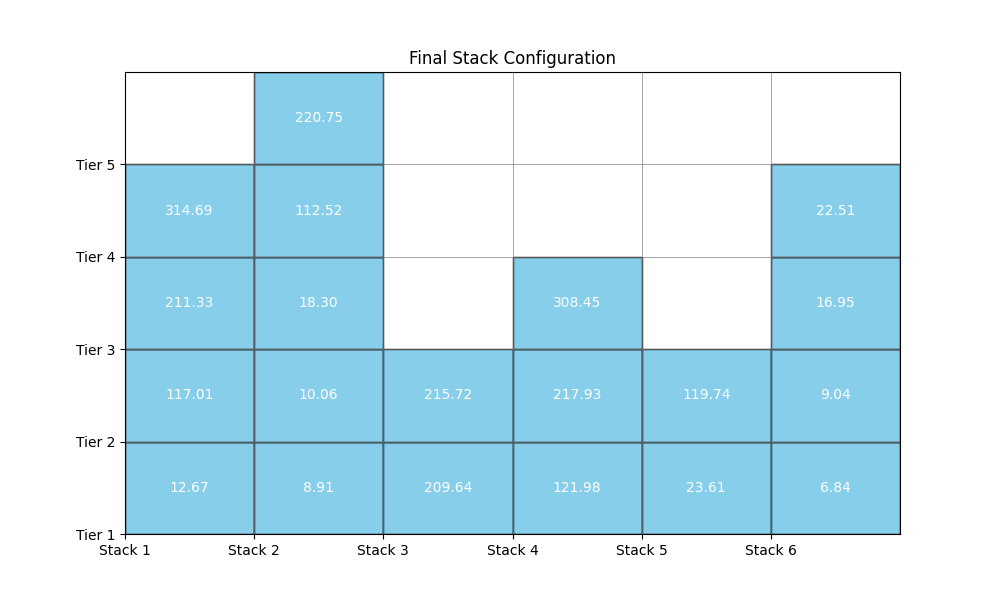 Final Stack Configuration
220.75
Tier 5
314.69 112.52 22.51
Tier 4
211.33 18.30 308.45 16.95
Tier 3
117.01 10.06 215.72 217.93 119.74 9.04
Tier 2
12.67 8.91 209.64 121.98 23.61 6.84
Tier 1
Stack 1 Stack 2 Stack 3 Stack 4 Stack 5 Stack 6